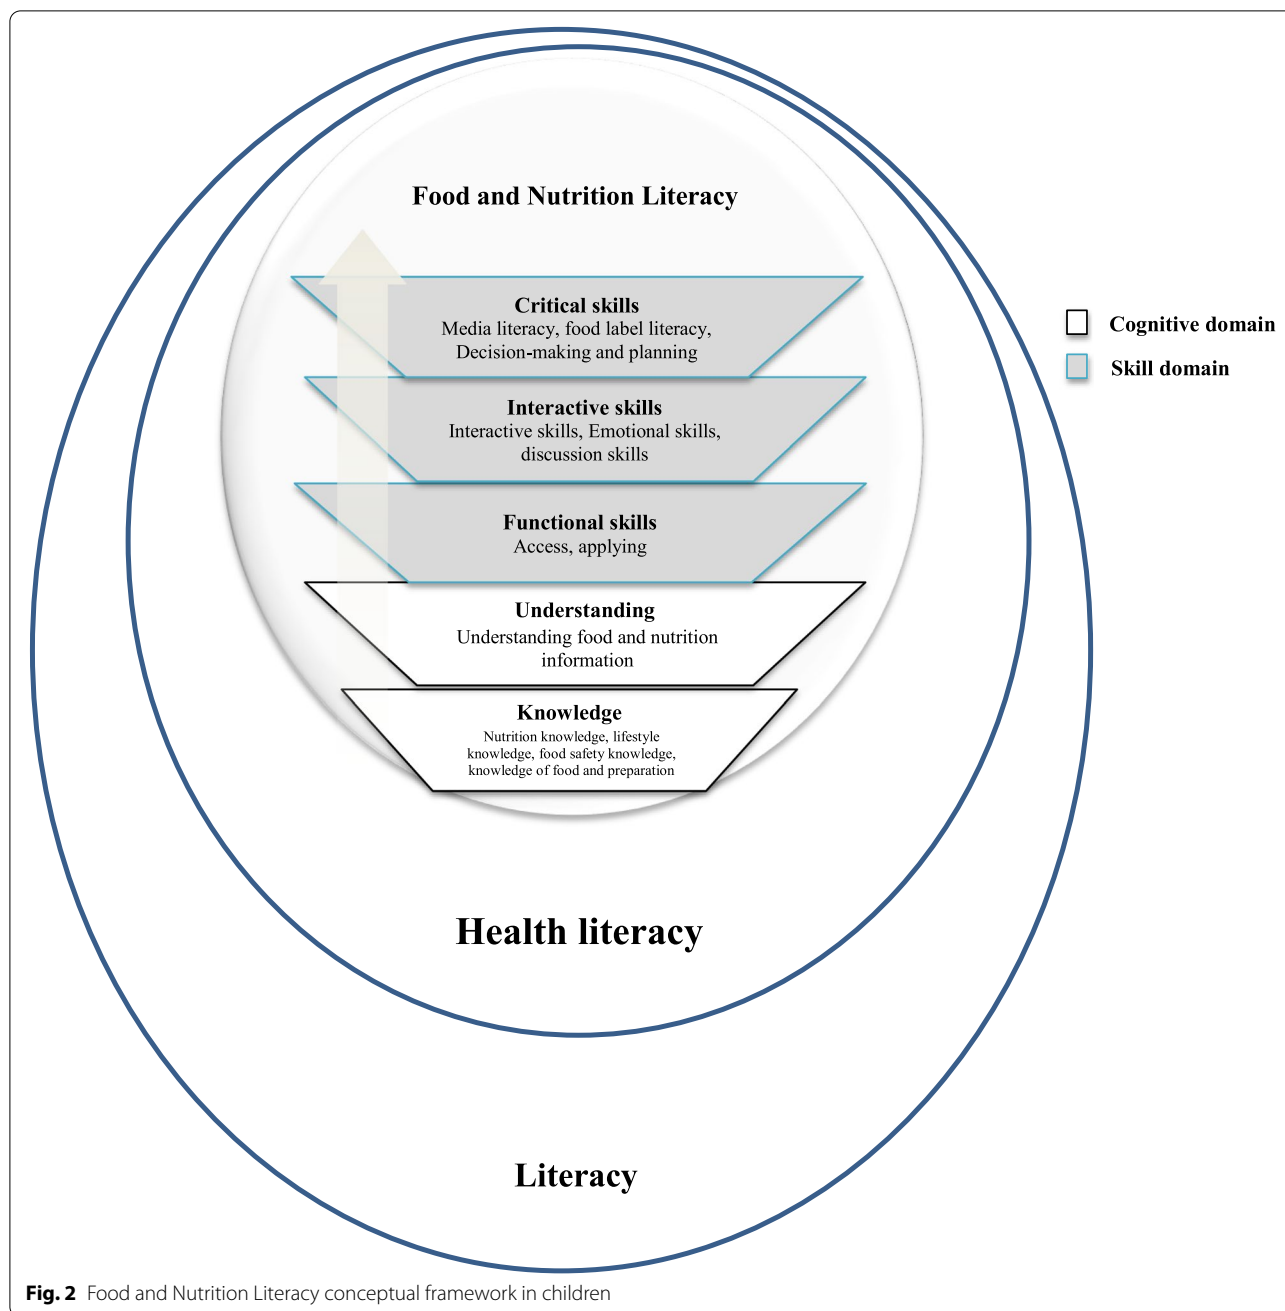 Food and Nutrition Literacy
Critical skills
Media literacy, food label literacy,
Decision-making and planning
Interactive skills
Interactive skills, Emotional skills,
discussion skills
Functional skills
Access, applying
Understanding
Understanding food and nutrition
information
Knowledge
Nutrition knowledge, lifestyle
knowledge, food safety knowledge,
knowledge of food and preparation
Health literacy
Literacy
Cognitive domain
Skill domain
Fig. 2 Food and Nutrition Literacy conceptual framework in children